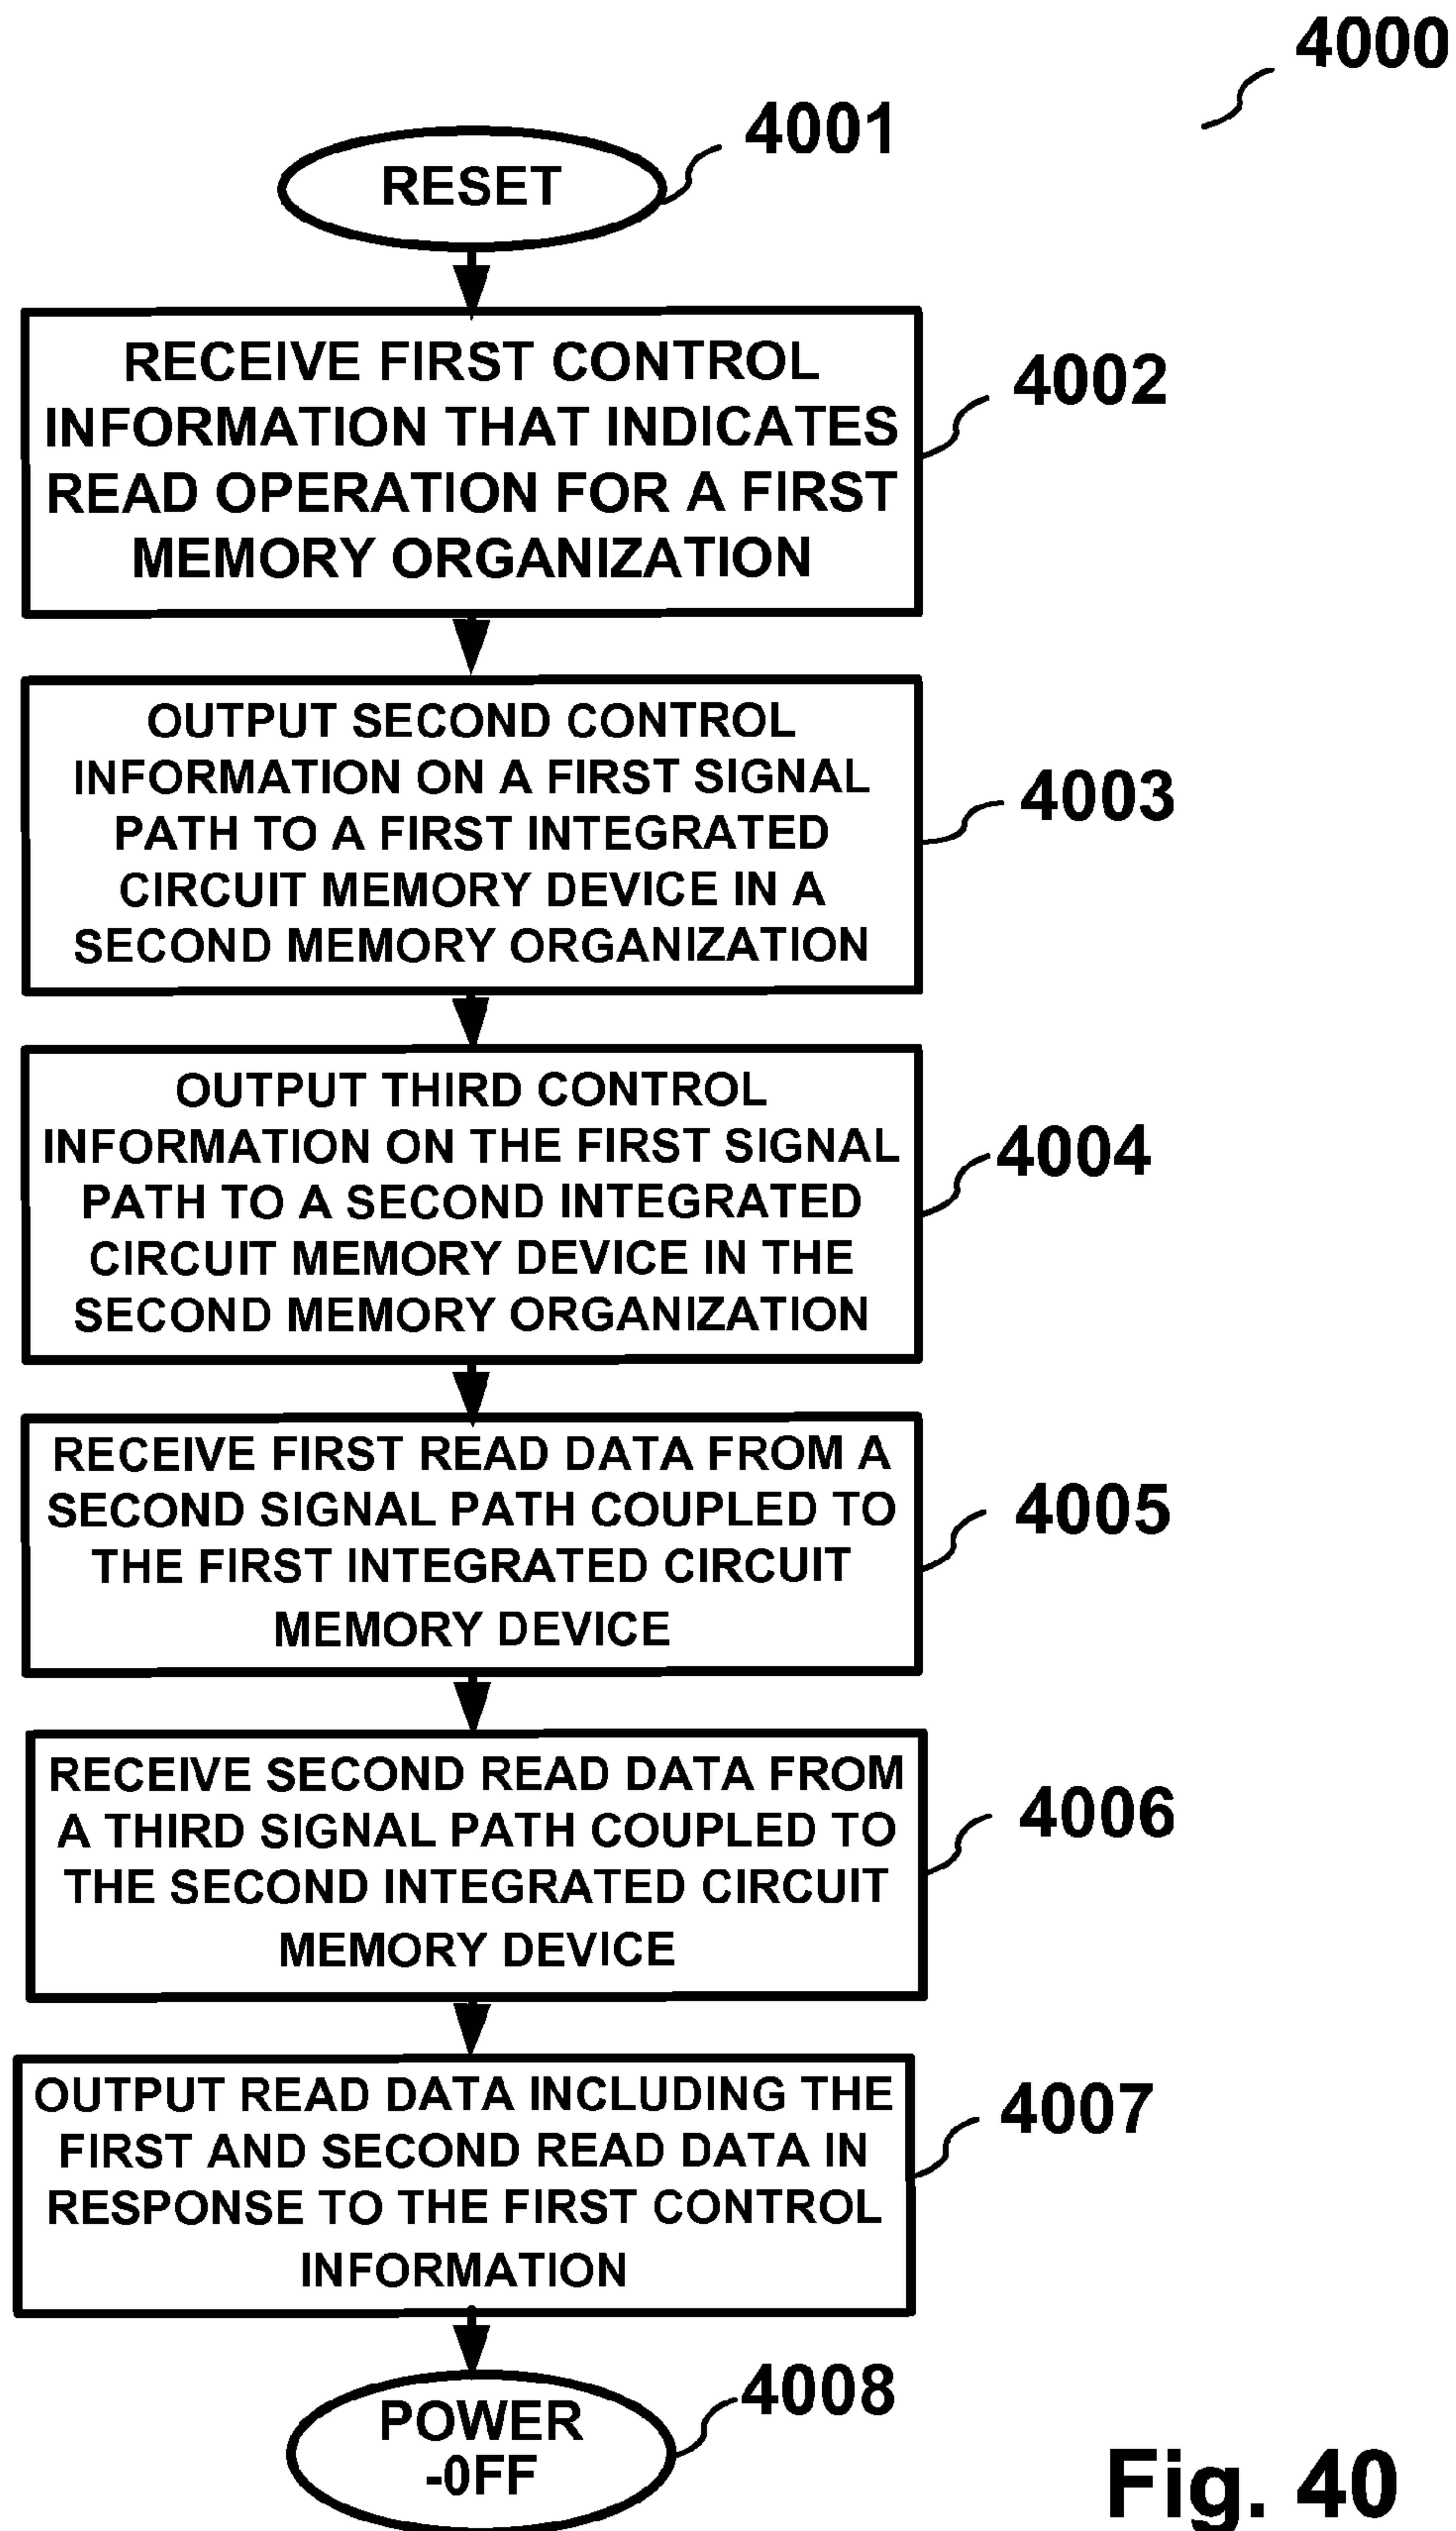 4000
4001
RESET
RECEIVE FIRST CONTROL
INFORMATION THAT INDICATES
READ OPERATION FOR A FIRST
MEMORY ORGANIZATION
4002
OUTPUT SECOND CONTROL
INFORMATION ON A FIRST SIGNAL
PATH TO A FIRST INTEGRATED
CIRCUIT MEMORY DEVICE IN A
SECOND MEMORY ORGANIZATION
4003
OUTPUT THIRD CONTROL
INFORMATION ON THE FIRST SIGNAL
PATH TO A SECOND INTEGRATED
CIRCUIT MEMORY DEVICE IN THE
SECOND MEMORY ORGANIZATION
4004
RECEIVE FIRST READ DATA FROM A
SECOND SIGNAL PATH COUPLED TO
THE FIRST INTEGRATED CIRCUIT
MEMORY DEVICE
4005
RECEIVE SECOND READ DATA FROM
A THIRD SIGNAL PATH COUPLED TO
THE SECOND INTEGRATED CIRCUIT
MEMORY DEVICE
4006
OUTPUT READ DATA INCLUDING THE
FIRST AND SECOND READ DATA IN
RESPONSE TO THE FIRST CONTROL
INFORMATION
4007
POWER
-0FF
4008
Fig. 40